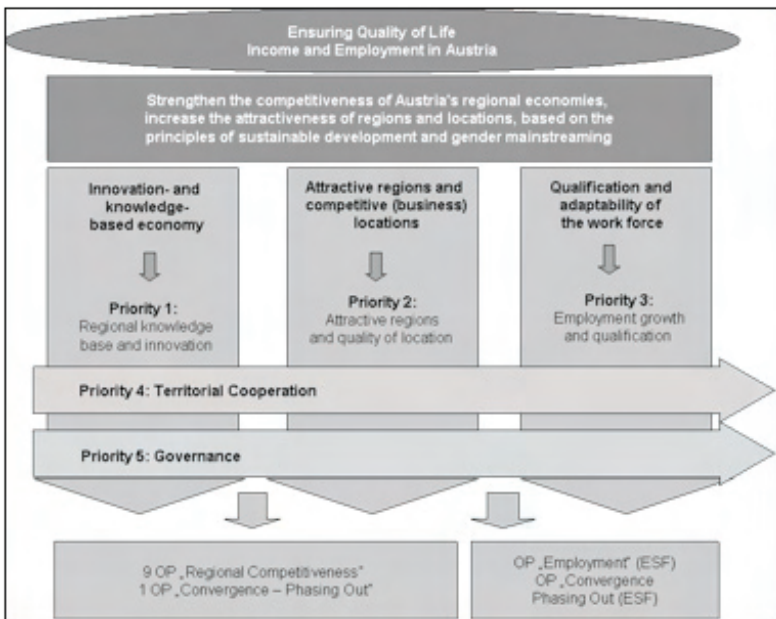 Ensuring Quality of Life
Income and Employment in Austria
Strengthen the competitiveness of Austria's regional economies,
increase the attractiveness of regions and locations, based on the
principles of sustainable development and gender mainstreaming
Innovation- and
knowledge-
based economy
Priority 1:
Regional knowledge
base and innovation
Attractive regions and
competitive (business)
locations
Priority 2:
Attractive regions
and quality of location
Qualification and
adaptability of
the work force
Priority 3:
Employment growth
and qualification
Priority 4: Territorial Cooperation
Priority 5: Governance
9 OP „Regional Competitiveness"
1 OP „Convergence – Phasing Out"
OP „Employment" (ESF)
OP „Convergence
Phasing Out (ESF)